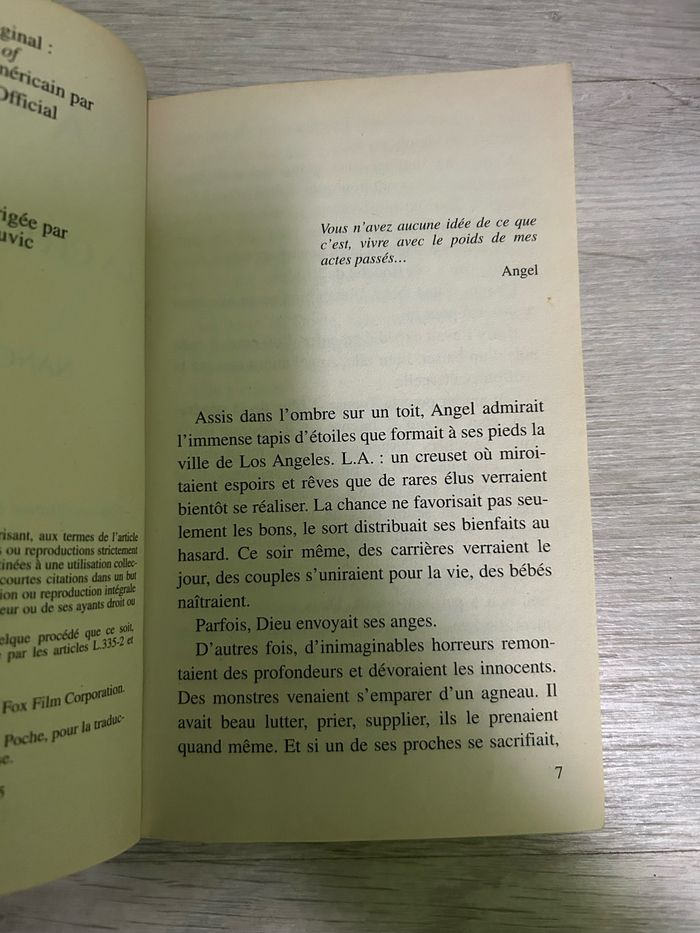 ginal :
of
méricain par
Official
rigée par
uvic
risant, aux termes de l'article
s ou reproductions strictement
tinées à une utilisation collec-
courtes citations dans un but
ion ou reproduction intégrale
eur ou de ses ayants droit ou
elque procédé que ce soit,
par les articles L.335-2 et
Fox Film Corporation.
Poche, pour la traduc-
se.
5
Vous n'avez aucune idée de ce que
c'est, vivre avec le poids de mes
actes passés…
Angel
Assis dans l'ombre sur un toit, Angel admirait
l'immense tapis d'étoiles que formait à ses pieds la
ville de Los Angeles. L.A. : un creuset où miroi-
taient espoirs et rêves que de rares élus verraient
bientôt se réaliser. La chance ne favorisait pas seu-
lement les bons, le sort distribuait ses bienfaits au
hasard. Ce soir même, des carrières verraient le
jour, des couples s'uniraient pour la vie, des bébés
naîtraient.
Parfois, Dieu envoyait ses anges.
D'autres fois, d'inimaginables horreurs remon-
taient des profondeurs et dévoraient les innocents.
Des monstres venaient s'emparer d'un agneau. Il
avait beau lutter, prier, supplier, ils le prenaient
quand même. Et si un de ses proches se sacrifiait,
7